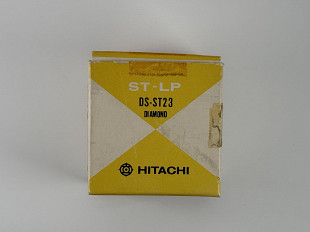 ST-LP
DS-ST23
DIAMOND
HITACHI